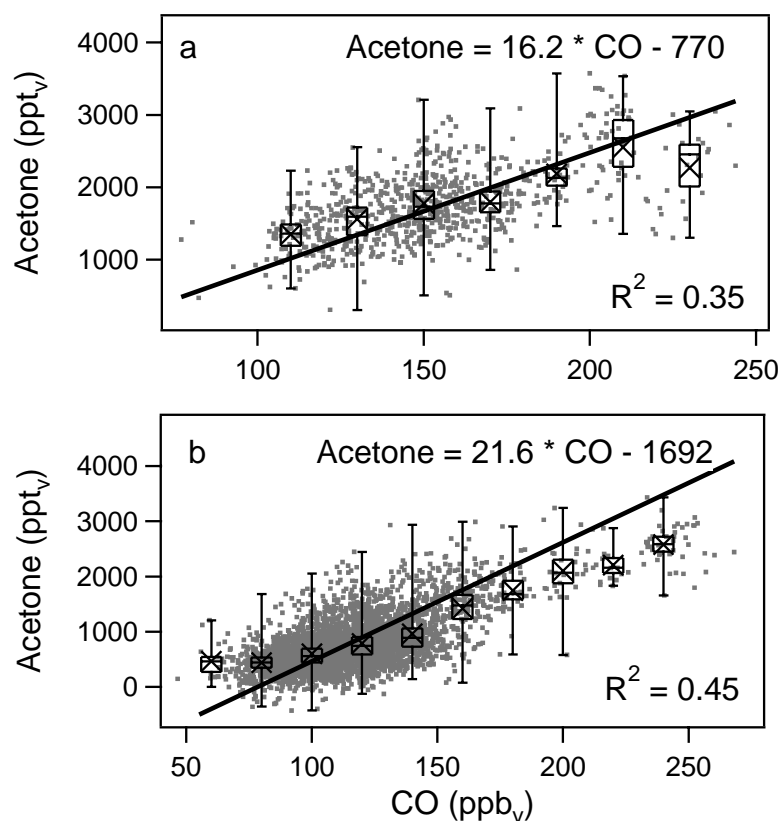 a
Acetone = 16.2 * CO - 770
4000
3000
2000
1000
Acetone (pptv)
R2 = 0.35
100
150
200
250
b
Acetone = 21.6 * CO - 1692
4000
3000
2000
1000
0
Acetone (pptv)
R2 = 0.45
50
100
150
200
250
CO (ppbv)